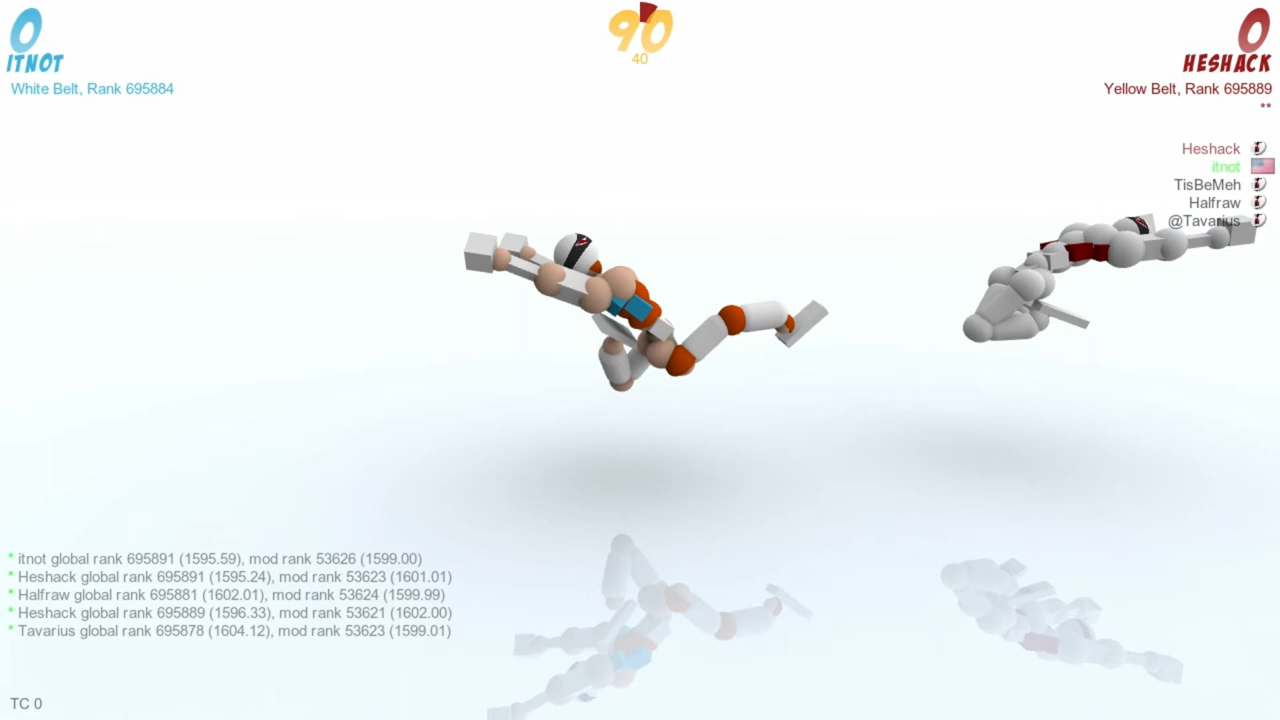 0
ITNOT
White Belt, Rank 695884
90
40
0
HESHACK
Yellow Belt, Rank 695889
**
Heshack
itnot
TisBeMeh
Halfraw
@Tavarius
* itnot global rank 695891 (1595.59), mod rank 53626 (1599.00)
* Heshack global rank 695891 (1595.24), mod rank 53623 (1601.01)
* Halfraw global rank 695881 (1602.01), mod rank 53624 (1599.99)
* Heshack global rank 695889 (1596.33), mod rank 53621 (1602.00)
* Tavarius global rank 695878 (1604.12), mod rank 53623 (1599.01)
TC 0